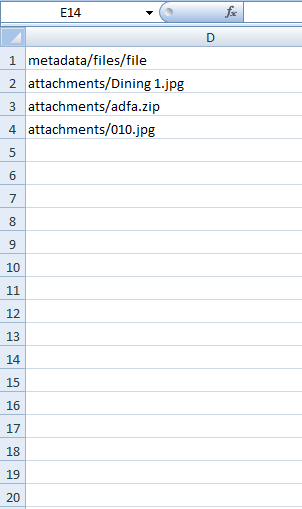 E14
fx
D
1 metadata/files/file
2 attachments/Dining 1.jpg
3 attachments/adfa.zip
4 attachments/010.jpg
5
6
7
8
9
10
11
12
13
14
15
16
17
18
19
20